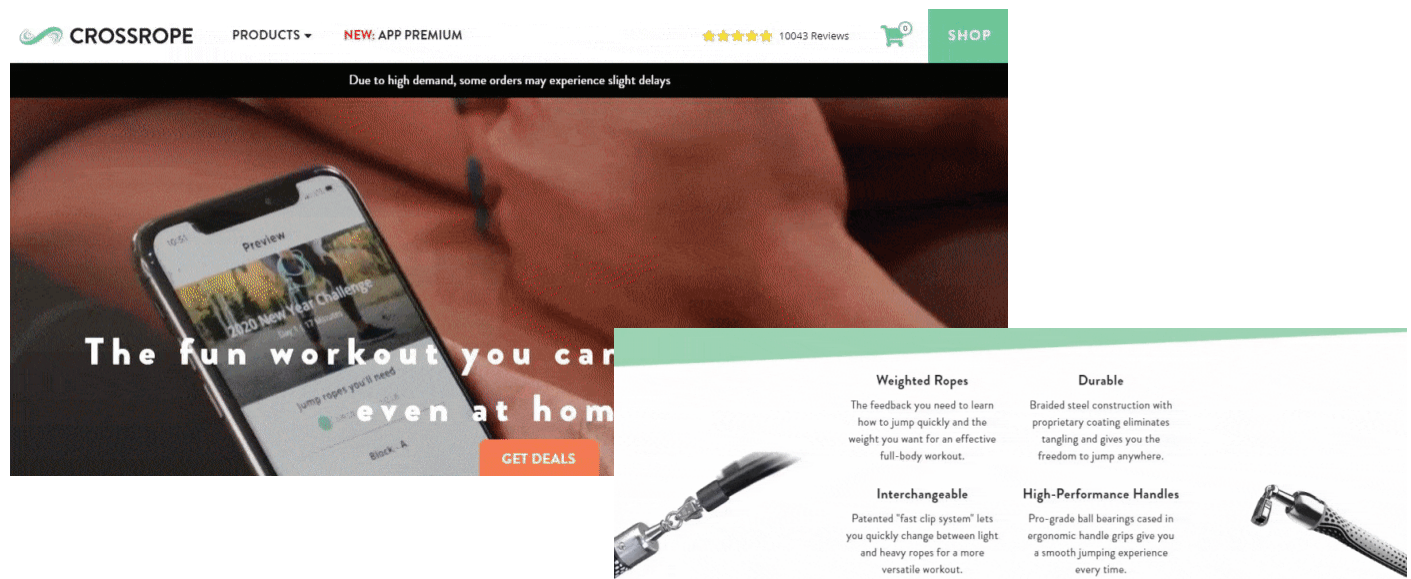 CROSSROPE
PRODUCTS
NEW: APP PREMIUM
10043 Reviews
0
SHOP
Due to high demand, some orders may experience slight delays
10:51
Preview
2020 New Year Challenge
Day 1 | 17 Minutes
The fun workout you can
jump ropes you'll need
even at hom
Block - A
GET DEALS
Weighted Ropes
The feedback you need to learn
how to jump quickly and the
weight you want for an effective
full-body workout.
Durable
Braided steel construction with
proprietary coating eliminates
tangling and gives you the
freedom to jump anywhere.
Interchangeable
Patented "fast clip system" lets
you quickly change between light
and heavy ropes for a more
versatile workout.
High-Performance Handles
Pro-grade ball bearings cased in
ergonomic handle grips give you
a smooth jumping experience
every time.